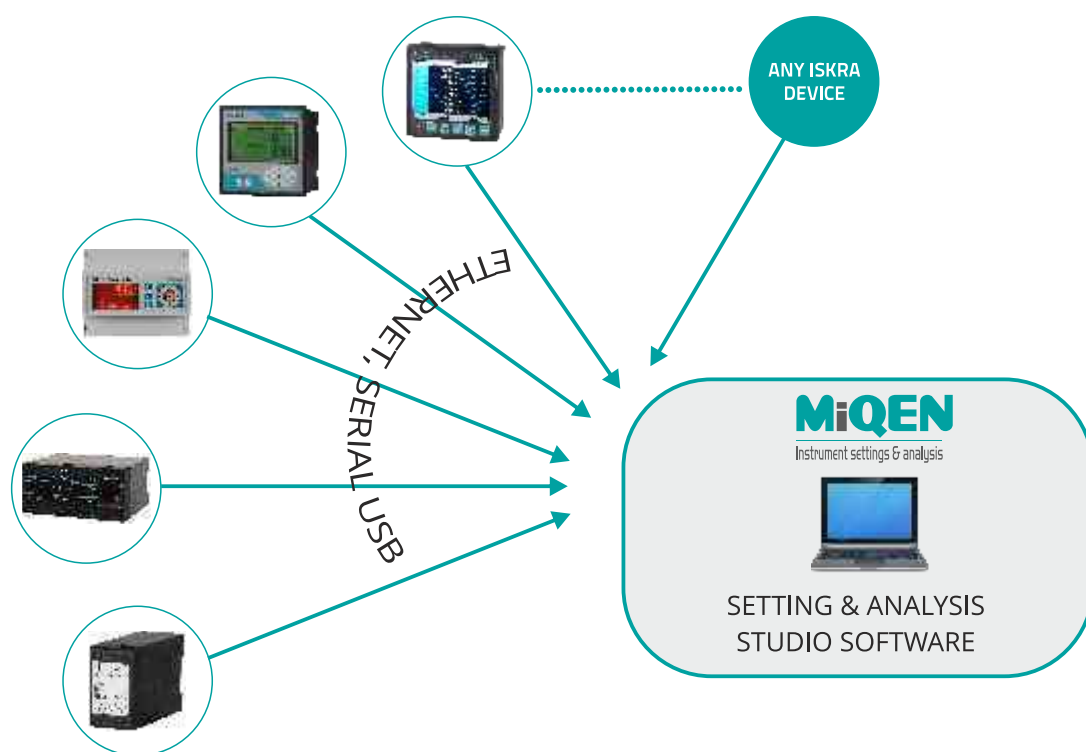 ANY ISKRA
DEVICE
ETHERNET, SERIAL USB
MiQEN
Instrument settings & analysis
SETTING & ANALYSIS
STUDIO SOFTWARE